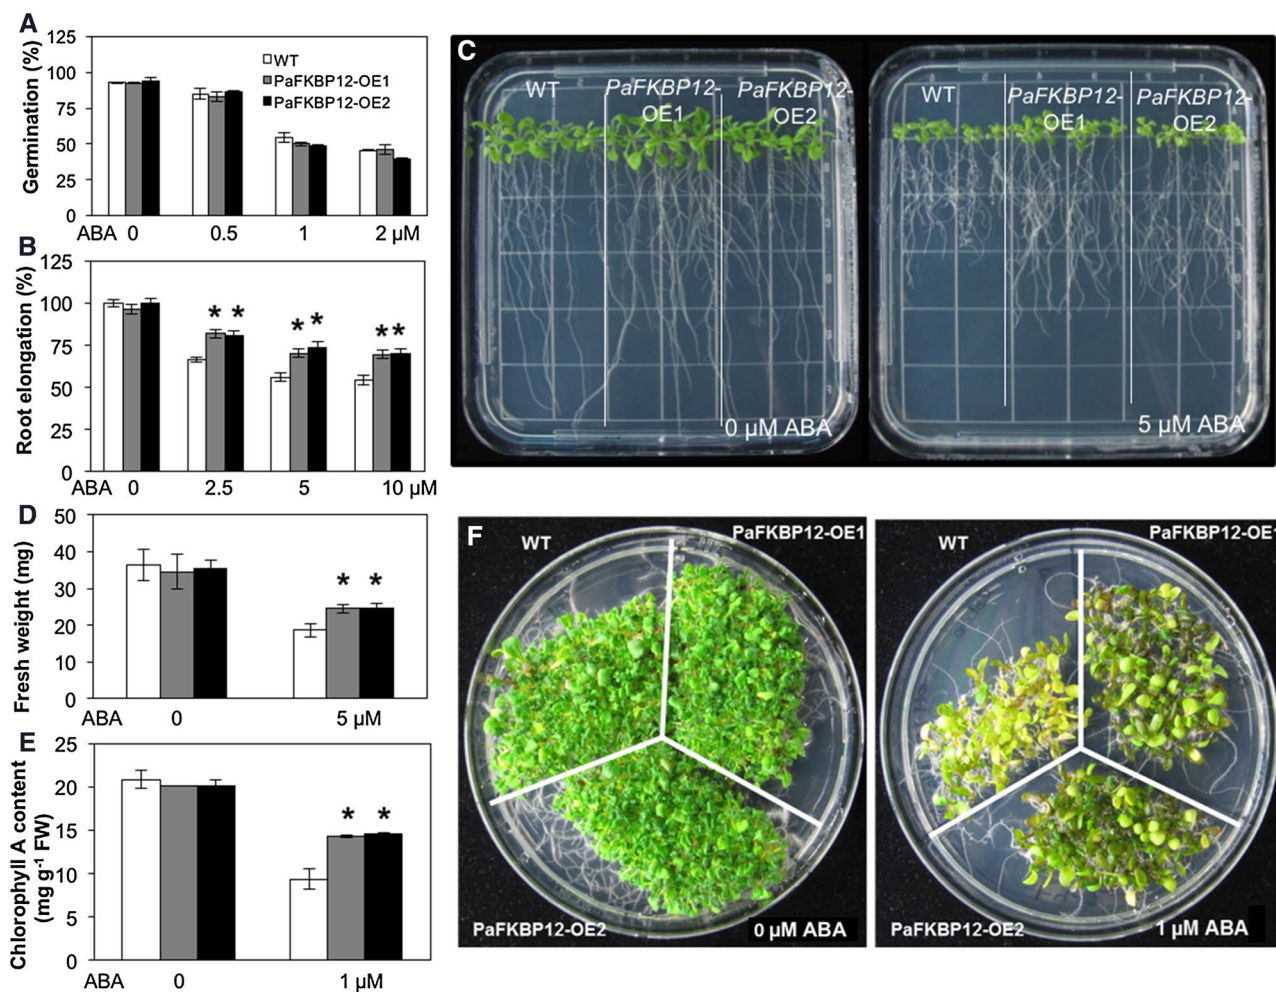 A
Germination (%)
125
100
75
50
25
0
WT
PaFKBP12-OE1
PaFKBP12-OE2
ABA 0 0.5 1 2 µM
B
Root elongation (%)
125
100
75
50
25
0
* * * * **
ABA 0 2.5 5 10 µM
C
WT
PaFKBP12-
OE1
PaFKBP12-
OE2
0 µM ABA
WT
PaFKBP12-
OE1
PaFKBP12-
OE2
5 µM ABA
D
Fresh weight (mg)
50
40
30
20
10
0
* *
ABA 0 5 µM
E
Chlorophyll A content
(mg g⁻¹ FW)
25
20
15
10
5
0
* *
ABA 0 1 µM
F
WT
PaFKBP12-OE1
PaFKBP12-OE2
0 µM ABA
WT
PaFKBP12-OE1
PaFKBP12-OE2
1 µM ABA